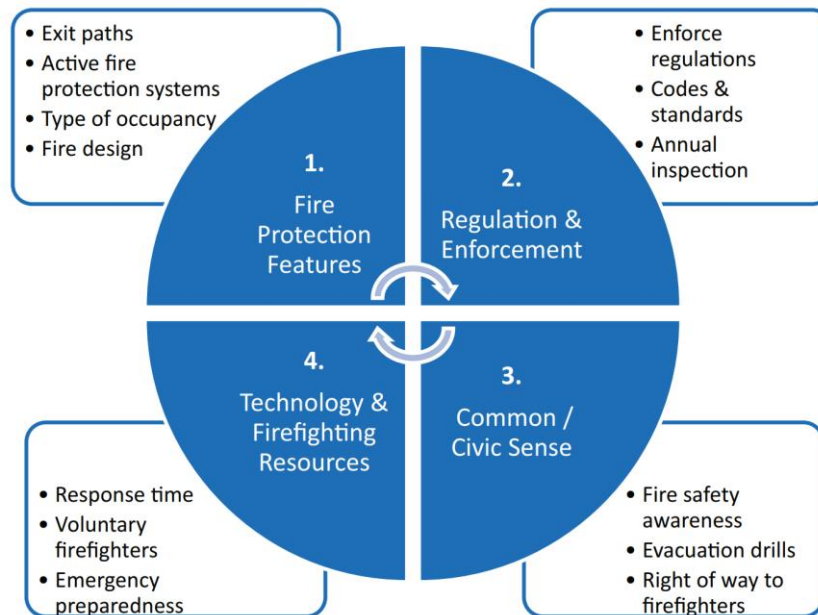 • Exit paths
• Active fire
protection systems
• Type of occupancy
• Fire design
• Enforce
regulations
• Codes &
standards
• Annual
inspection
1.
Fire
Protection
Features
2.
Regulation &
Enforcement
4.
Technology &
Firefighting
Resources
3.
Common /
Civic Sense
• Response time
• Voluntary
firefighters
• Emergency
preparedness
• Fire safety
awareness
• Evacuation drills
• Right of way to
firefighters